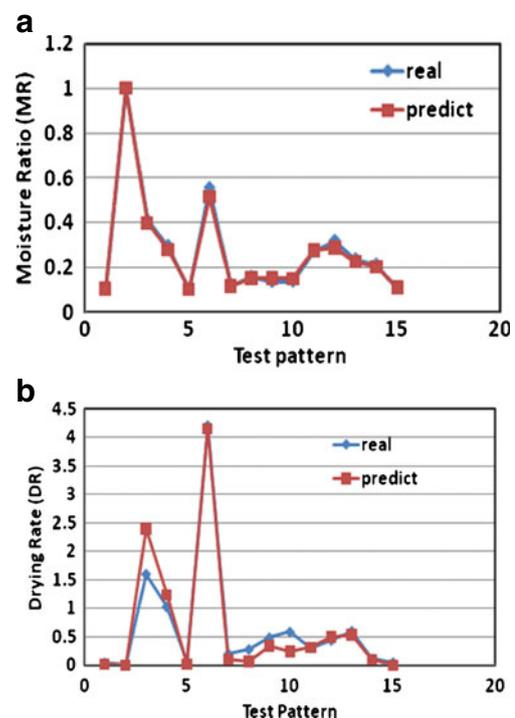 a
1.2
1
0.8
0.6
0.4
0.2
0
Moisture Ratio (MR)
real
predict
0 5 10 15 20
Test pattern
b
4.5
4
3.5
3
2.5
2
1.5
1
0.5
0
Drying Rate (DR)
real
predict
0 5 10 15 20
Test Pattern